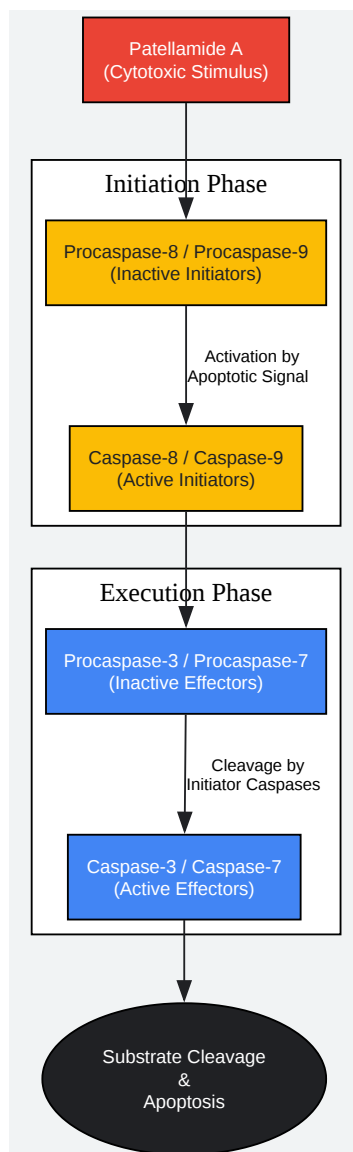 Patellamide A
(Cytotoxic Stimulus)
Initiation Phase
Procaspase-8 / Procaspase-9
(Inactive Initiators)
Activation by
Apoptotic Signal
Caspase-8 / Caspase-9
(Active Initiators)
Execution Phase
Procaspase-3 / Procaspase-7
(Inactive Effectors)
Cleavage by
Initiator Caspases
Caspase-3 / Caspase-7
(Active Effectors)
Substrate Cleavage
&
Apoptosis